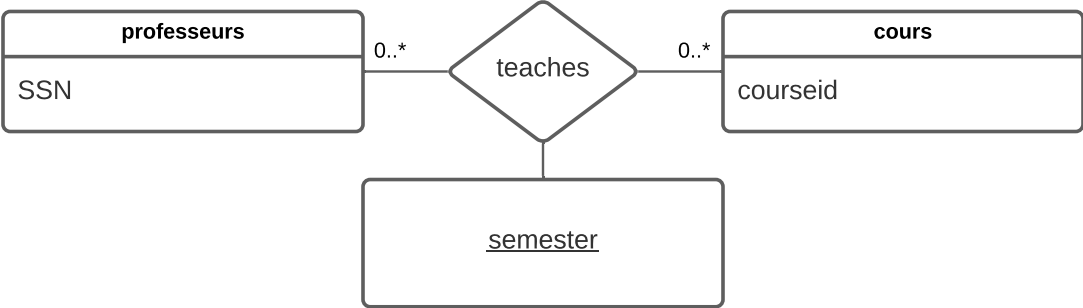 professeurs
SSN
0..*
teaches
0..*
cours
courseid
semester